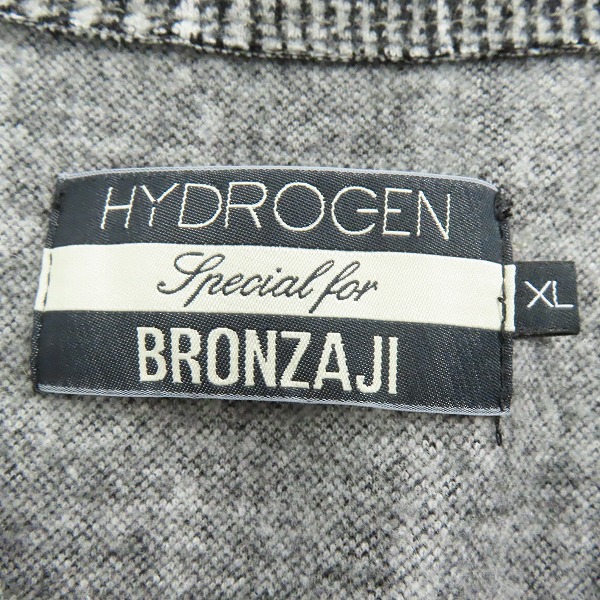 HYDROGEN
Special for
BRONZAJI
XL